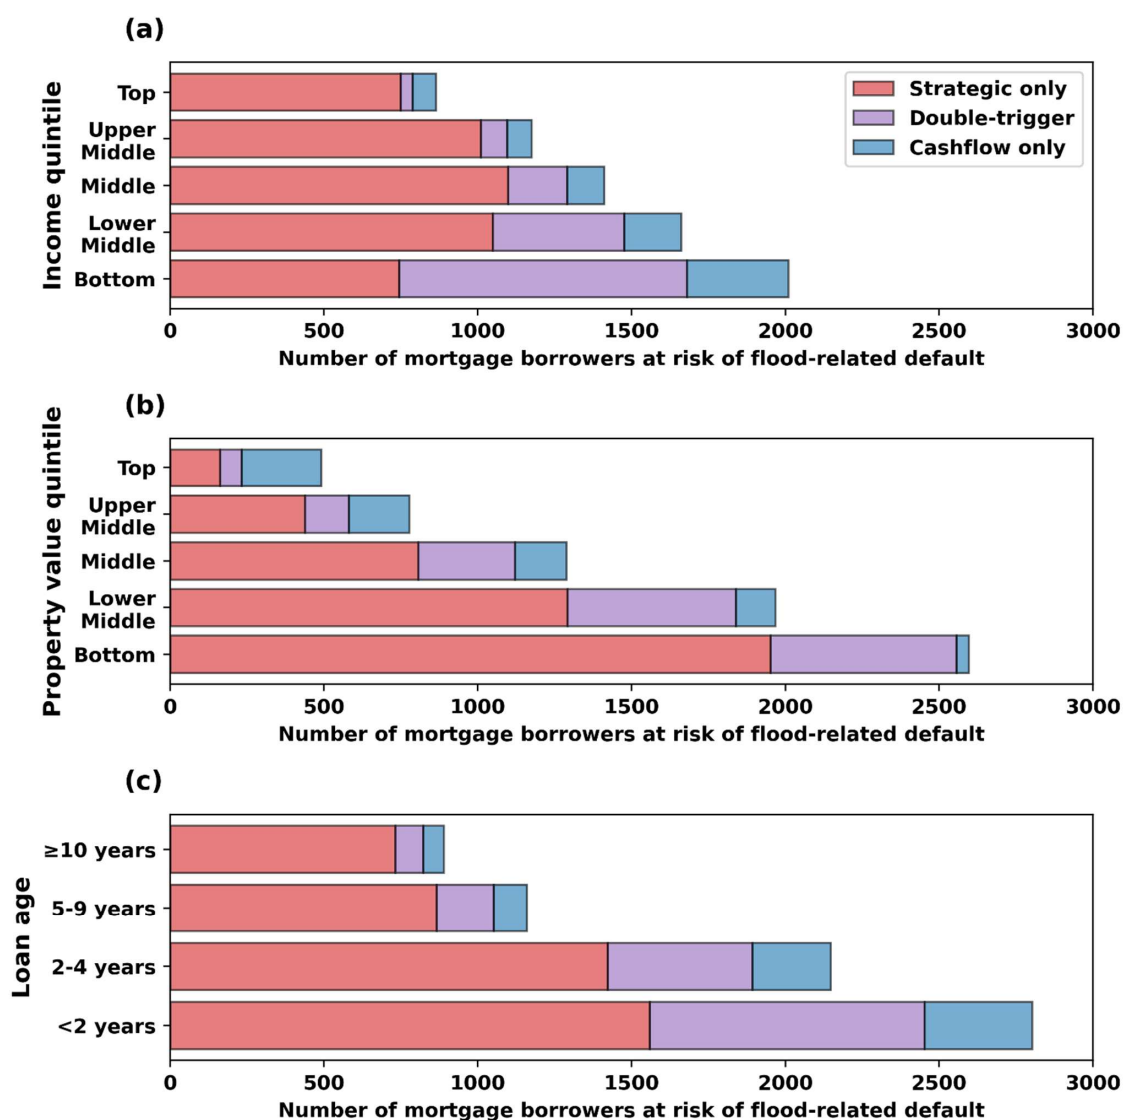 (a)
Income quintile
Top
Upper
Middle
Middle
Lower
Middle
Bottom
Strategic only
Double-trigger
Cashflow only
0 500 1000 1500 2000 2500 3000
Number of mortgage borrowers at risk of flood-related default
(b)
Property value quintile
Top
Upper
Middle
Middle
Lower
Middle
Bottom
0 500 1000 1500 2000 2500 3000
Number of mortgage borrowers at risk of flood-related default
(c)
Loan age
≥10 years
5-9 years
2-4 years
<2 years
0 500 1000 1500 2000 2500 3000
Number of mortgage borrowers at risk of flood-related default